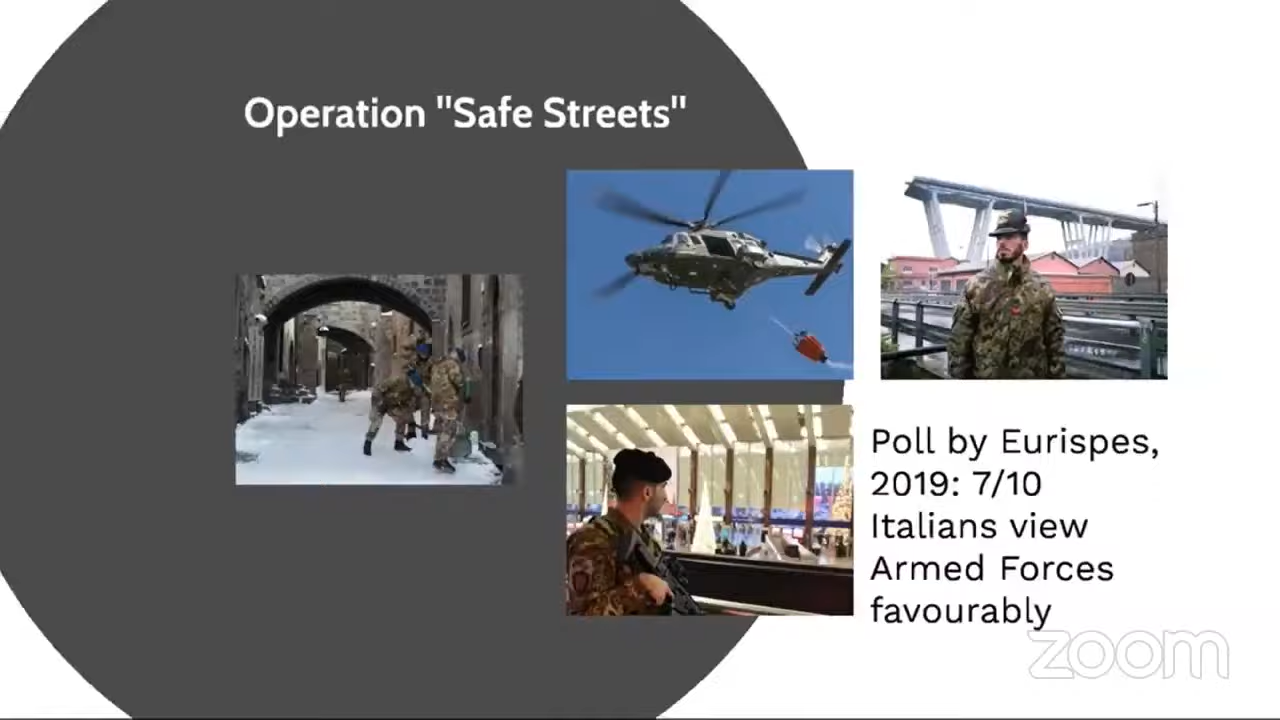 Operation "Safe Streets"
Poll by Eurispes,
2019: 7/10
Italians view
Armed Forces
favourably
zoom